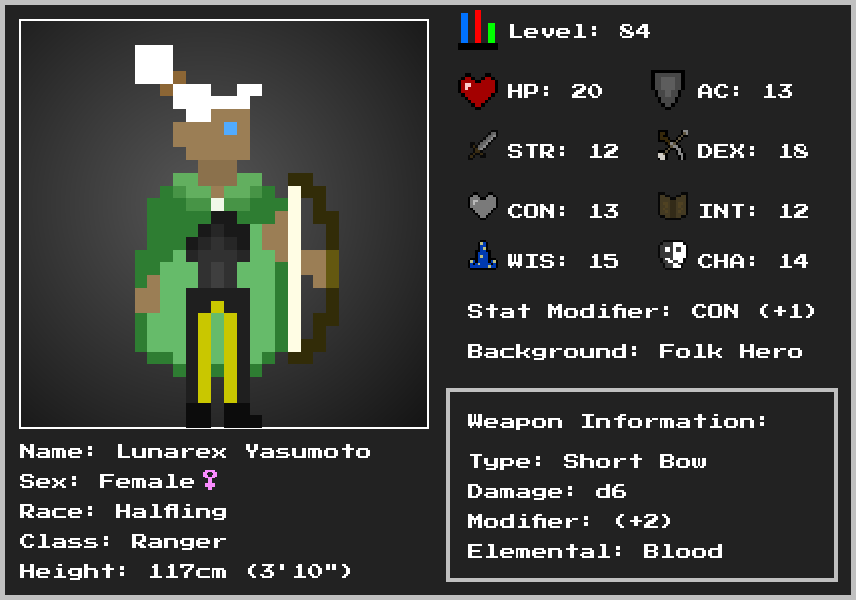 Level: 84
HP: 20 AC: 13
STR: 12 DEX: 18
CON: 13 INT: 12
WIS: 15 CHA: 14
Stat Modifier: CON (+1)
Background: Folk Hero
Weapon Information:
Type: Short Bow
Damage: d6
Modifier: (+2)
Elemental: Blood
Name: Lunarex Yasumoto
Sex: Female♀
Race: Halfling
Class: Ranger
Height: 117cm (3'10")